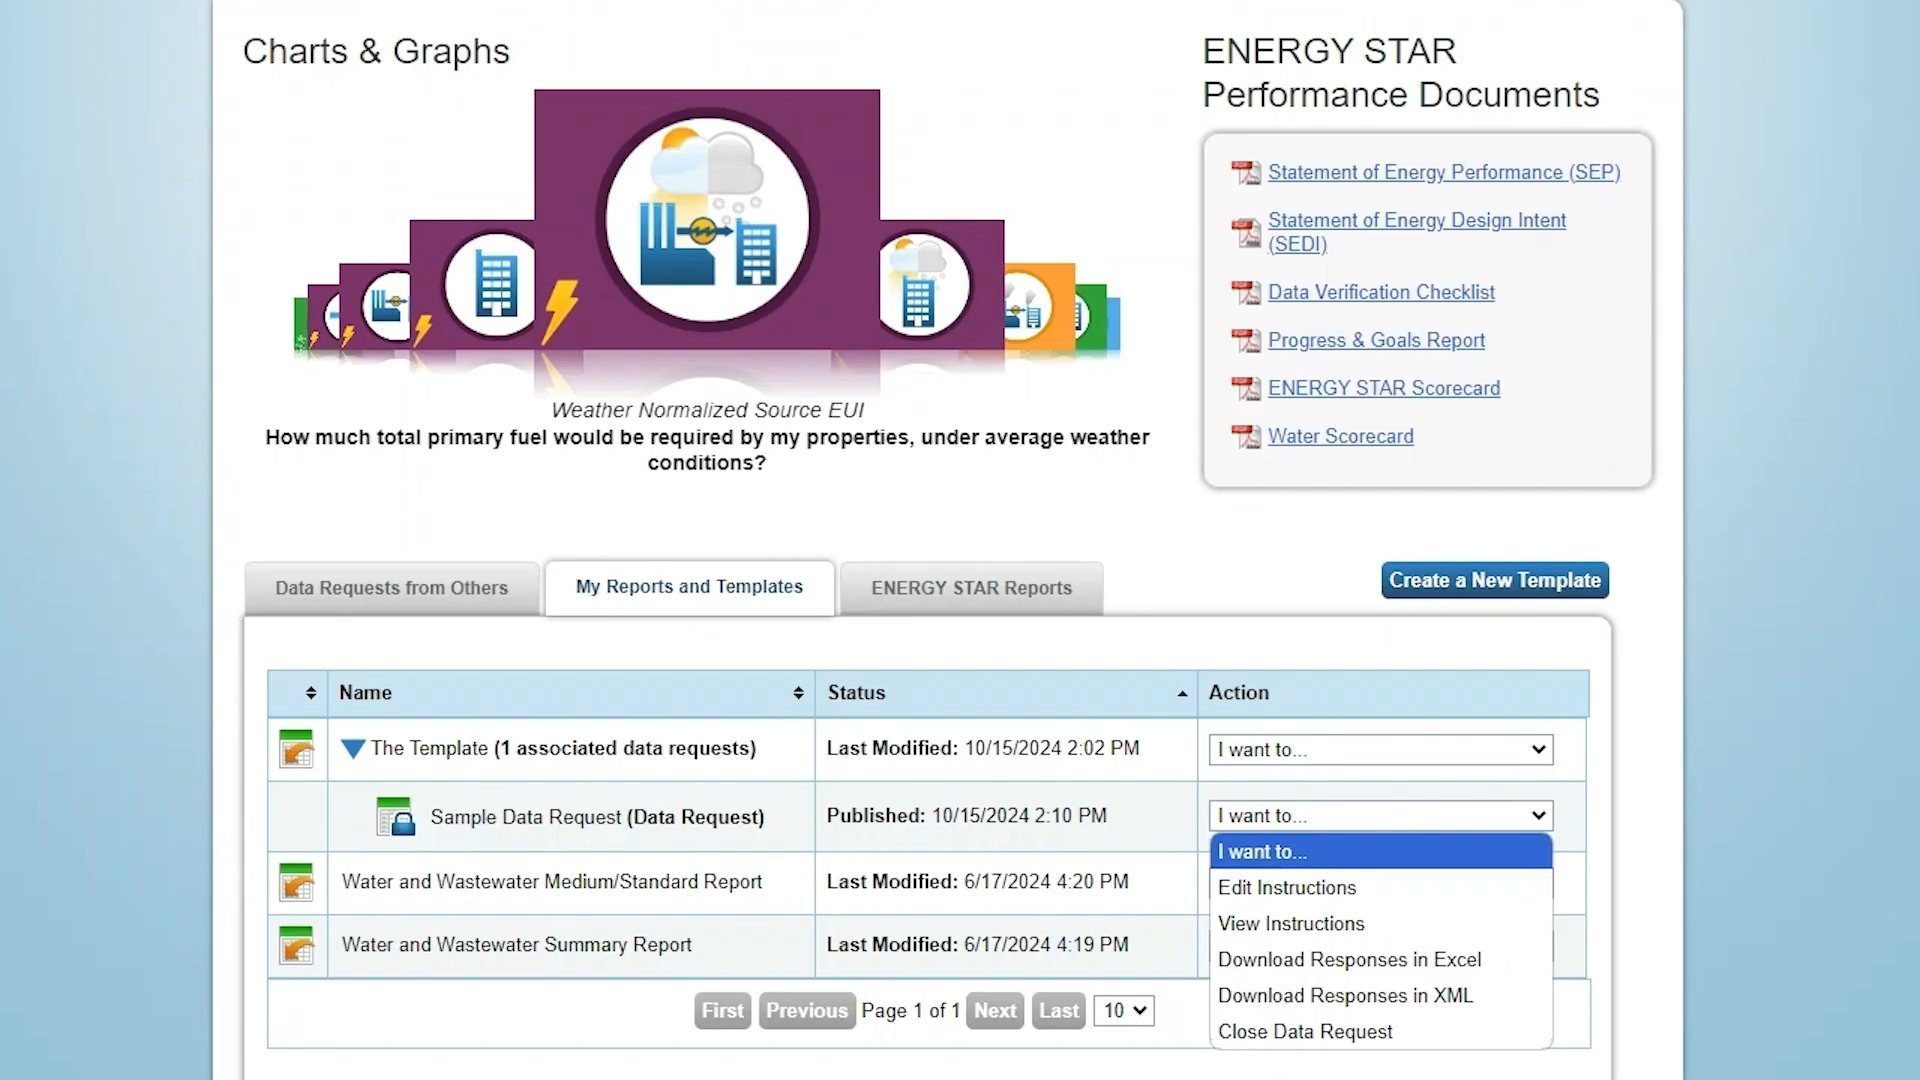 Charts & Graphs
ENERGY STAR
Performance Documents
Statement of Energy Performance (SEP)
Statement of Energy Design Intent
(SEDI)
Data Verification Checklist
Progress & Goals Report
ENERGY STAR Scorecard
Water Scorecard
Weather Normalized Source EUI
How much total primary fuel would be required by my properties, under average weather
conditions?
Data Requests from Others
My Reports and Templates
ENERGY STAR Reports
Create a New Template
Name
Status
Action
The Template (1 associated data requests)
Last Modified: 10/15/2024 2:02 PM
I want to...
Sample Data Request (Data Request)
Published: 10/15/2024 2:10 PM
I want to...
I want to...
Edit Instructions
View Instructions
Download Responses in Excel
Download Responses in XML
Close Data Request
Water and Wastewater Medium/Standard Report
Last Modified: 6/17/2024 4:20 PM
Water and Wastewater Summary Report
Last Modified: 6/17/2024 4:19 PM
First
Previous
Page 1 of 1
Next
Last
10